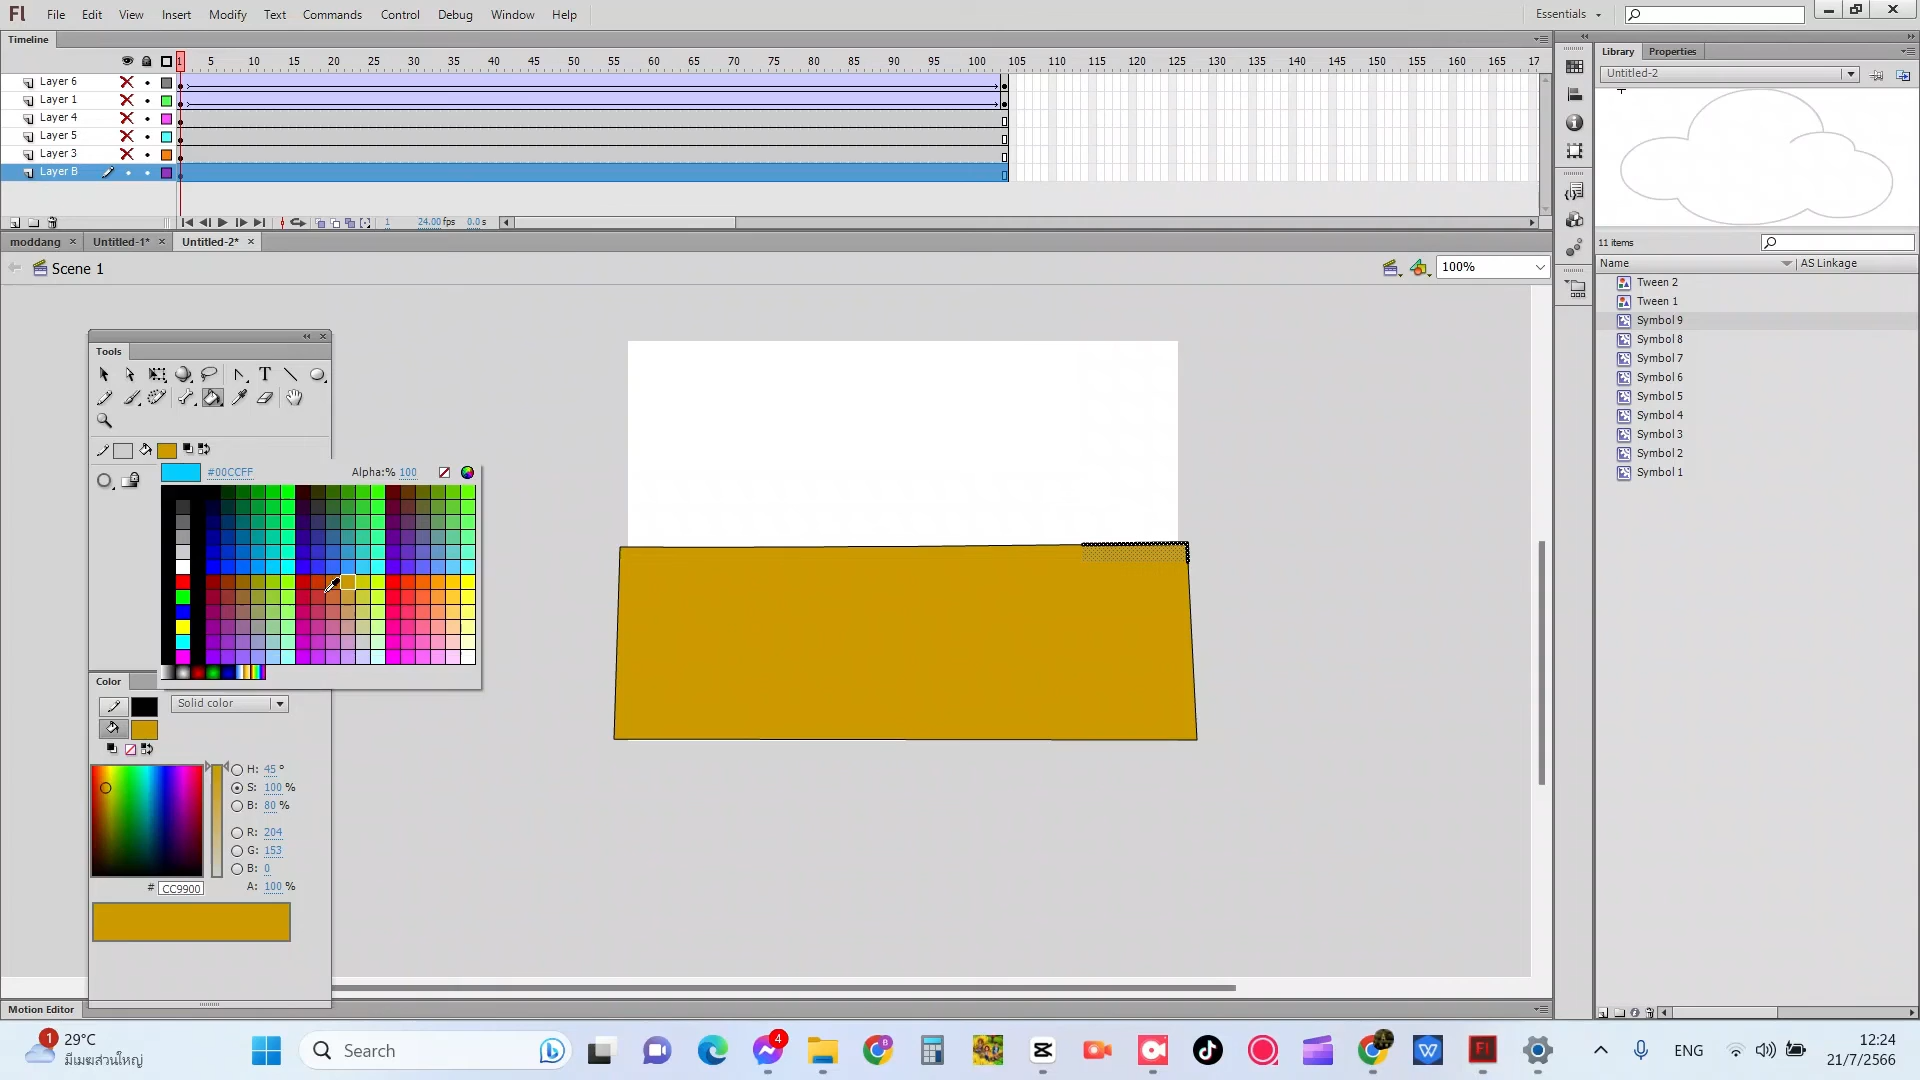 Fl File Edit View Insert Modify Text Commands Control Debug Window Help Essentials
Timeline
1 5 10 15 20 25 30 35 40 45 50 55 60 65 70 75 80 85 90 95 100 105 110 115 120 125 130 135 140 145 150 155 160 165 17
Layer 6
Layer 1
Layer 4
Layer 5
Layer 3
Layer B
1 24.00 fps 0.0 s
moddang Untitled-1* Untitled-2*
Scene 1 100%
Tools
#00CCFF Alpha:% 100
Color
Solid color
H: 45 °
S: 100 %
B: 80 %
R: 204
G: 153
B: 0
# CC9900 A: 100 %
Motion Editor
Library Properties
Untitled-2
11 items
Name AS Linkage
Tween 2
Tween 1
Symbol 9
Symbol 8
Symbol 7
Symbol 6
Symbol 5
Symbol 4
Symbol 3
Symbol 2
Symbol 1
1 29°C
มีเมฆส่วนใหญ่
Search
4
ENG
12:24
21/7/2566